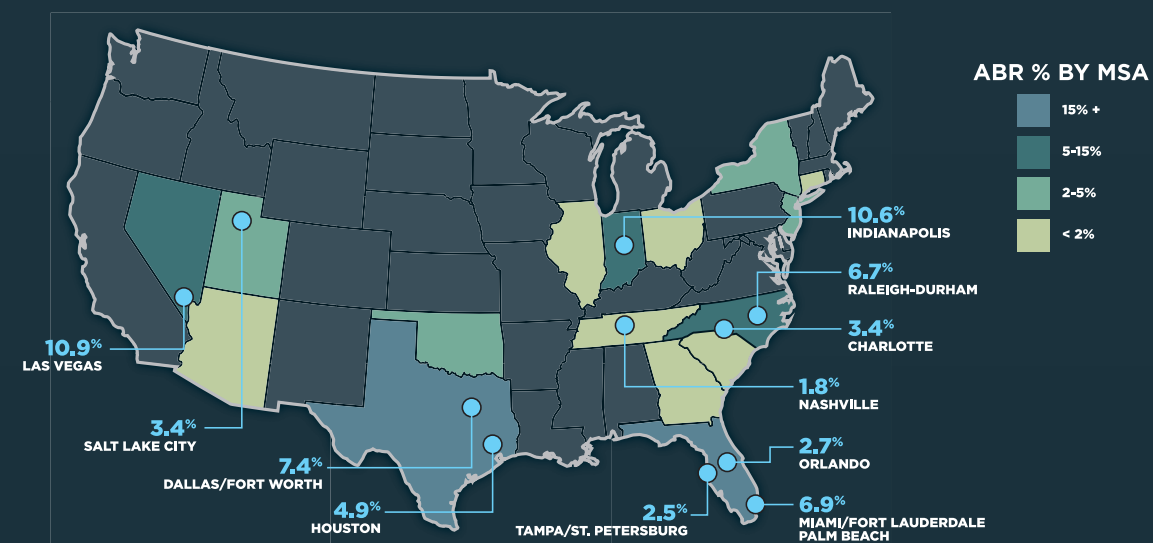 ABR % BY MSA
15% +
5-15%
2-5%
< 2%
10.6%
INDIANAPOLIS
6.7%
RALEIGH-DURHAM
3.4%
CHARLOTTE
1.8%
NASHVILLE
2.7%
ORLANDO
6.9%
MIAMI/FORT LAUDERDALE
PALM BEACH
10.9%
LAS VEGAS
3.4%
SALT LAKE CITY
7.4%
DALLAS/FORT WORTH
4.9%
HOUSTON
2.5%
TAMPA/ST. PETERSBURG